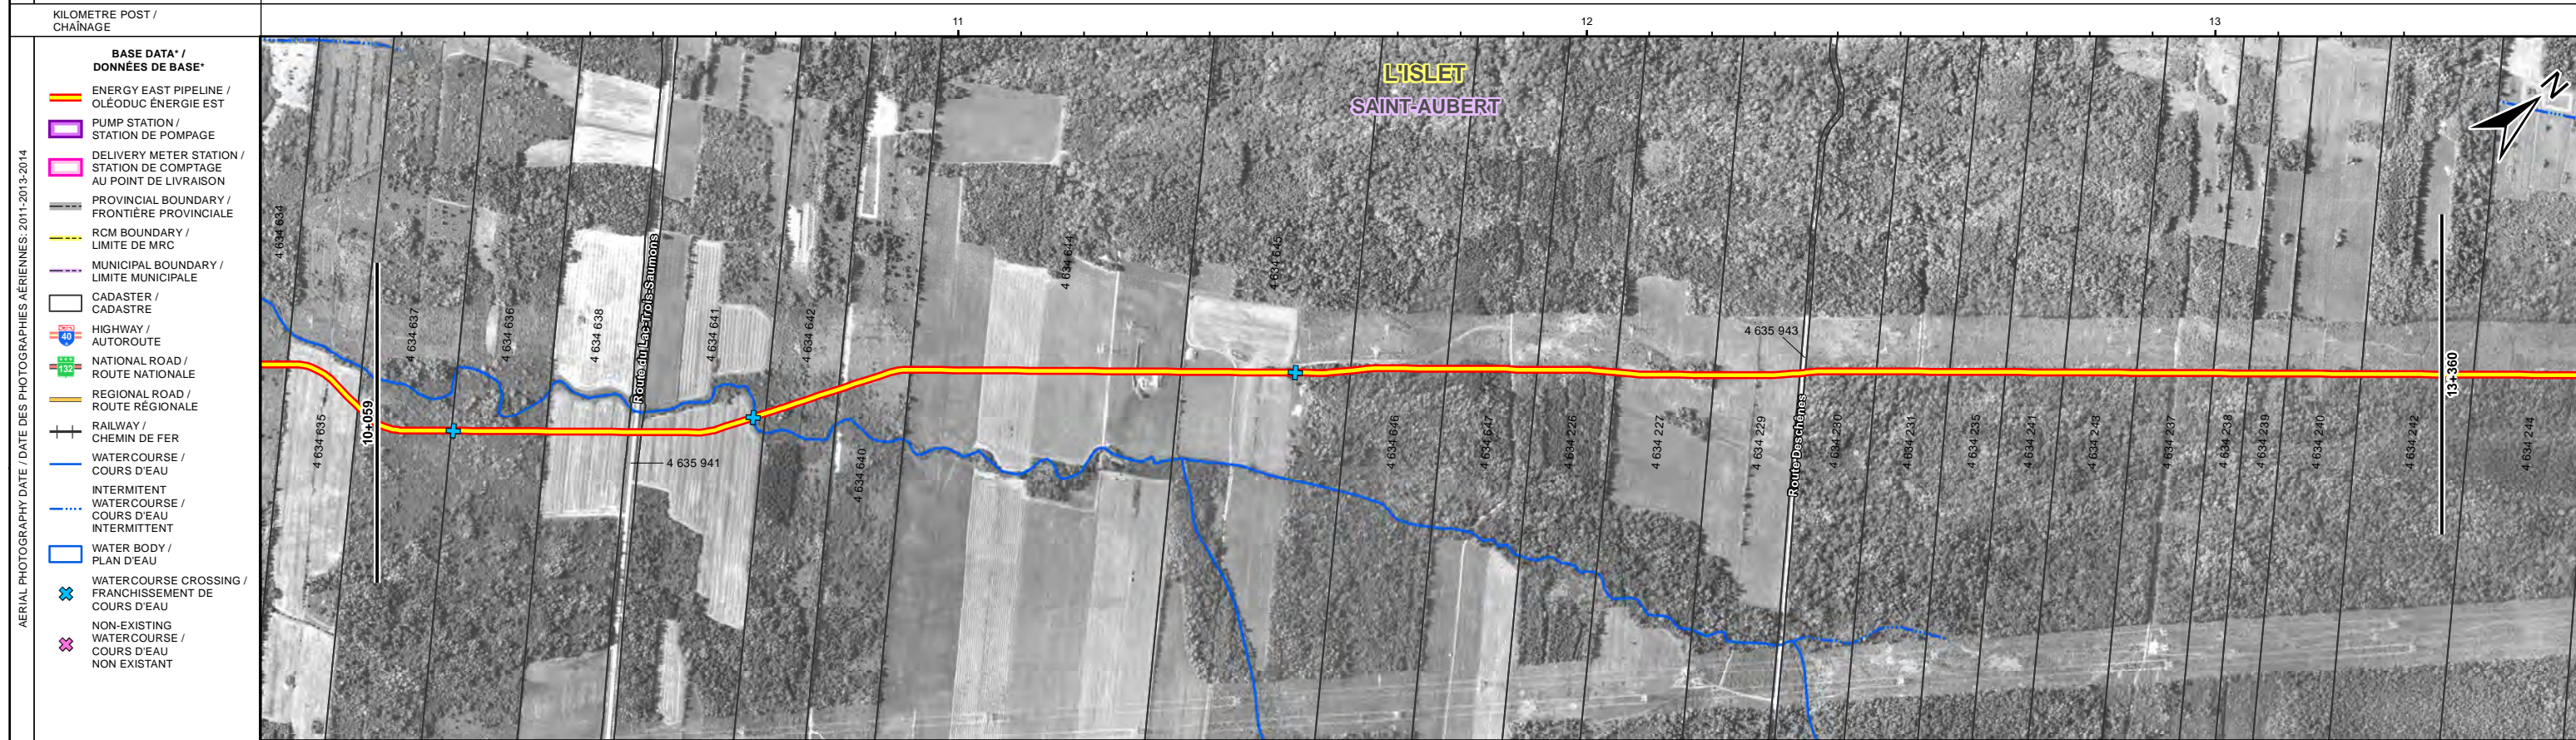 KILOMETRE POST /
CHAÎNAGE
11
12
13
AERIAL PHOTOGRAPHY DATE / DATE DES PHOTOGRAPHIES AÉRIENNES: 2011-2013-2014
BASE DATA* /
DONNÉES DE BASE*
ENERGY EAST PIPELINE /
OLÉODUC ÉNERGIE EST
PUMP STATION /
STATION DE POMPAGE
DELIVERY METER STATION /
STATION DE COMPTAGE
AU POINT DE LIVRAISON
PROVINCIAL BOUNDARY /
FRONTIÈRE PROVINCIALE
RCM BOUNDARY /
LIMITE DE MRC
MUNICIPAL BOUNDARY /
LIMITE MUNICIPALE
CADASTER /
CADASTRE
40
HIGHWAY /
AUTOROUTE
132
NATIONAL ROAD /
ROUTE NATIONALE
REGIONAL ROAD /
ROUTE RÉGIONALE
RAILWAY /
CHEMIN DE FER
WATERCOURSE /
COURS D'EAU
INTERMITENT
WATERCOURSE /
COURS D'EAU
INTERMITTENT
WATER BODY /
PLAN D'EAU
WATERCOURSE CROSSING /
FRANCHISSEMENT DE
COURS D'EAU
NON-EXISTING
WATERCOURSE /
COURS D'EAU
NON EXISTANT
L'ISLET
SAINT-AUBERT
N
4 634 634
4 634 635
10+059
4 634 637
4 634 636
4 634 638
Route du Lac-Trois-Saumons
4 635 941
4 634 641
4 634 642
4 634 640
4 634 644
4 634 645
4 634 646
4 634 647
4 634 226
4 634 227
4 634 229
4 635 943
Route Deschênes
4 634 230
4 634 231
4 634 235
4 634 241
4 634 243
4 634 237
4 634 238
4 634 239
4 634 240
4 634 242
13+360
4 634 244